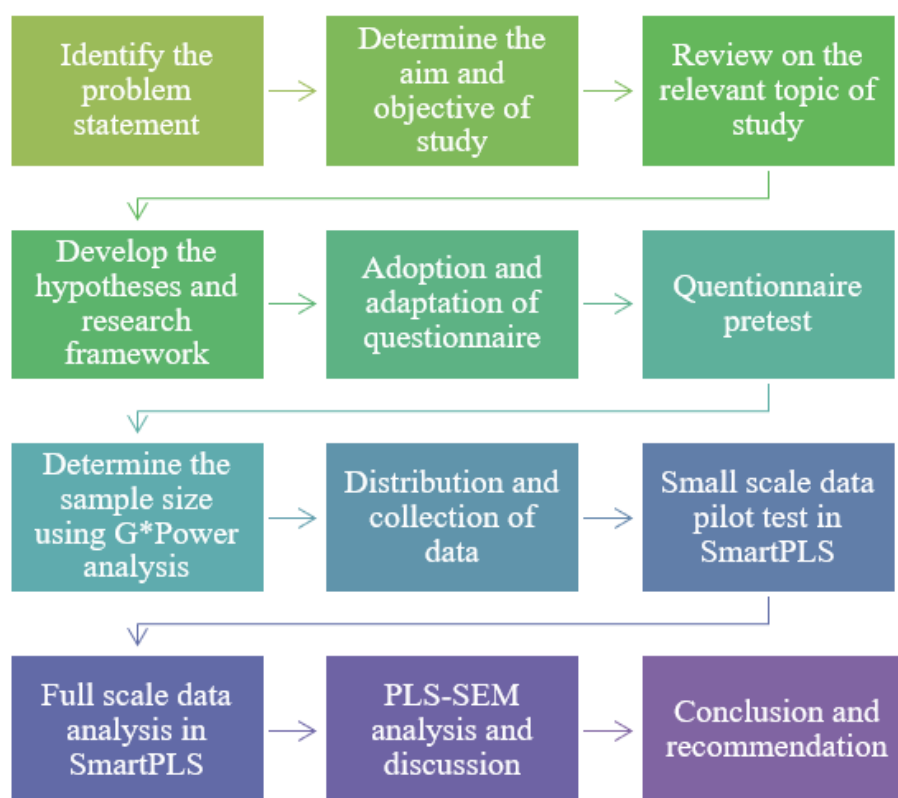 Identify the
problem
statement
Determine the
aim and
objective of
study
Review on the
relevant topic of
study
Develop the
hypotheses and
research
framework
Adoption and
adaptation of
questionnaire
Quentionnaire
pretest
Determine the
sample size
using G*Power
analysis
Distribution and
collection of
data
Small scale data
pilot test in
SmartPLS
Full scale data
analysis in
SmartPLS
PLS-SEM
analysis and
discussion
Conclusion and
recommendation